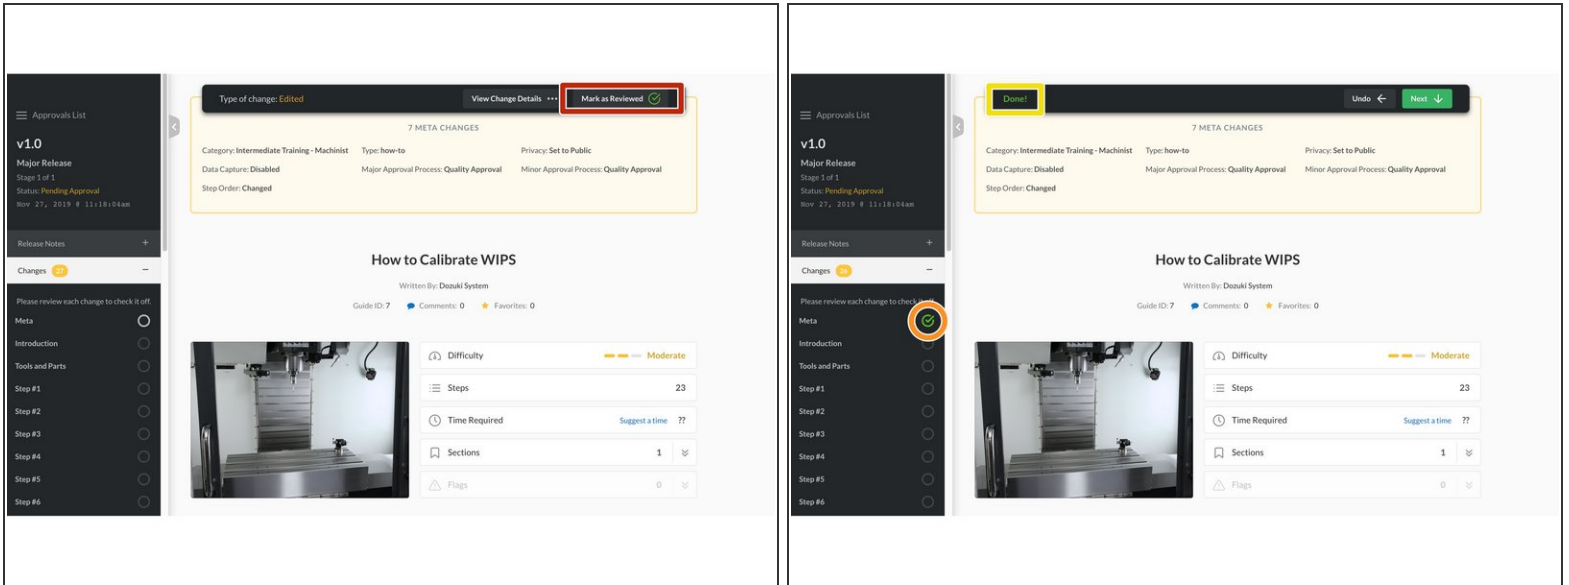 Approvals List
v1.0
Major Release
Stage 1 of 1
Status: Pending Approval
Nov 27, 2019 @ 11:18:04am
Release Notes +
Changes 27 −
Please review each change to check it off.
Meta
Introduction
Tools and Parts
Step #1
Step #2
Step #3
Step #4
Step #5
Step #6
Type of change: Edited View Change Details ••• Mark as Reviewed
7 META CHANGES
Category: Intermediate Training - Machinist Type: how-to Privacy: Set to Public
Data Capture: Disabled Major Approval Process: Quality Approval Minor Approval Process: Quality Approval
Step Order: Changed
How to Calibrate WIPS
Written By: Dozuki System
Guide ID: 7 Comments: 0 Favorites: 0
Difficulty Moderate
Steps 23
Time Required Suggest a time ??
Sections 1
Flags 0
Approvals List
v1.0
Major Release
Stage 1 of 1
Status: Pending Approval
Nov 27, 2019 @ 11:18:04am
Release Notes +
Changes 26 −
Please review each change to check it off.
Meta
Introduction
Tools and Parts
Step #1
Step #2
Step #3
Step #4
Step #5
Step #6
Done! Undo ← Next ↓
7 META CHANGES
Category: Intermediate Training - Machinist Type: how-to Privacy: Set to Public
Data Capture: Disabled Major Approval Process: Quality Approval Minor Approval Process: Quality Approval
Step Order: Changed
How to Calibrate WIPS
Written By: Dozuki System
Guide ID: 7 Comments: 0 Favorites: 0
Difficulty Moderate
Steps 23
Time Required Suggest a time ??
Sections 1
Flags 0